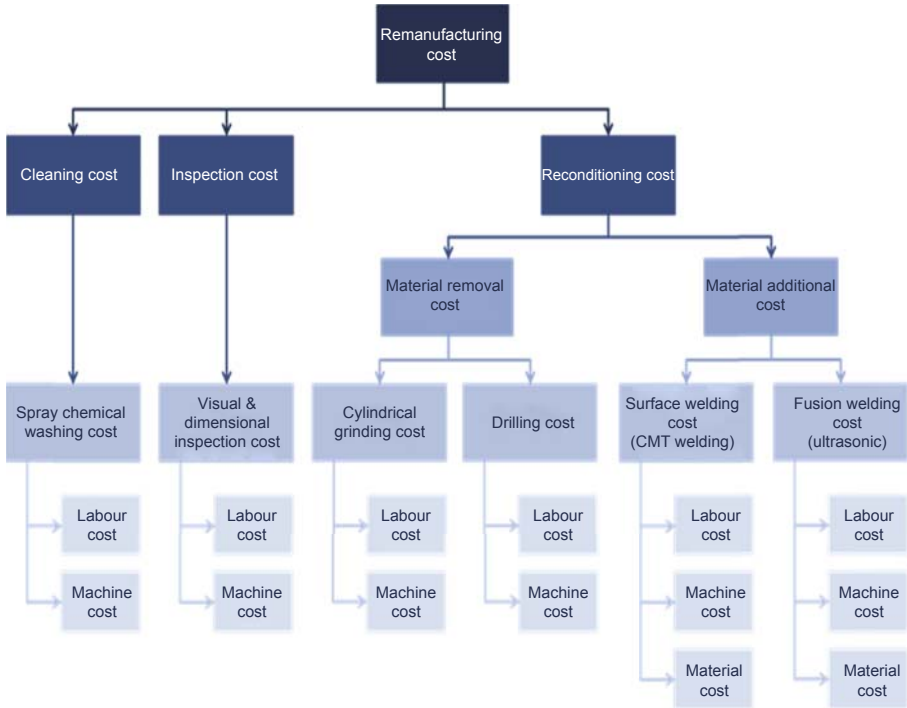 Remanufacturing
cost
Cleaning cost
Inspection cost
Reconditioning cost
Material removal
cost
Material additional
cost
Spray chemical
washing cost
Visual &
dimensional
inspection cost
Cylindrical
grinding cost
Drilling cost
Surface welding
cost
(CMT welding)
Fusion welding
cost
(ultrasonic)
Labour
cost
Labour
cost
Labour
cost
Labour
cost
Labour
cost
Labour
cost
Machine
cost
Machine
cost
Machine
cost
Machine
cost
Machine
cost
Machine
cost
Material
cost
Material
cost